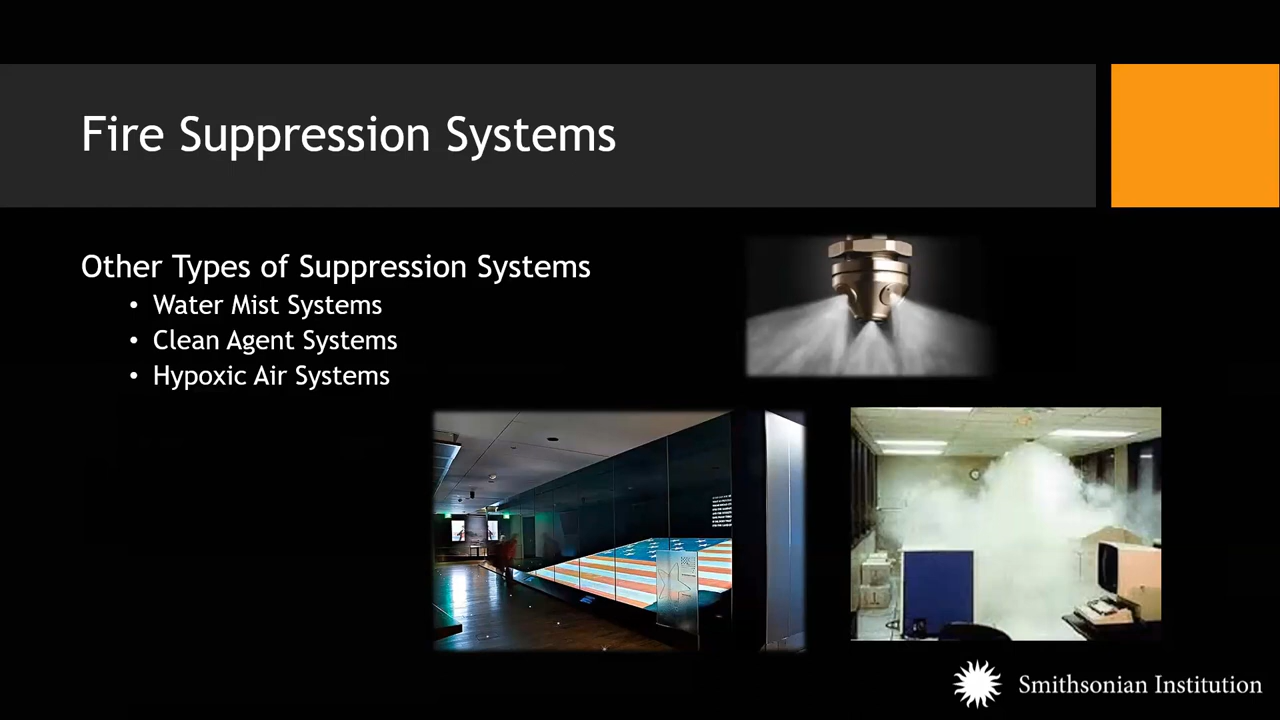 Fire Suppression Systems
Other Types of Suppression Systems
• Water Mist Systems
• Clean Agent Systems
• Hypoxic Air Systems
Smithsonian Institution